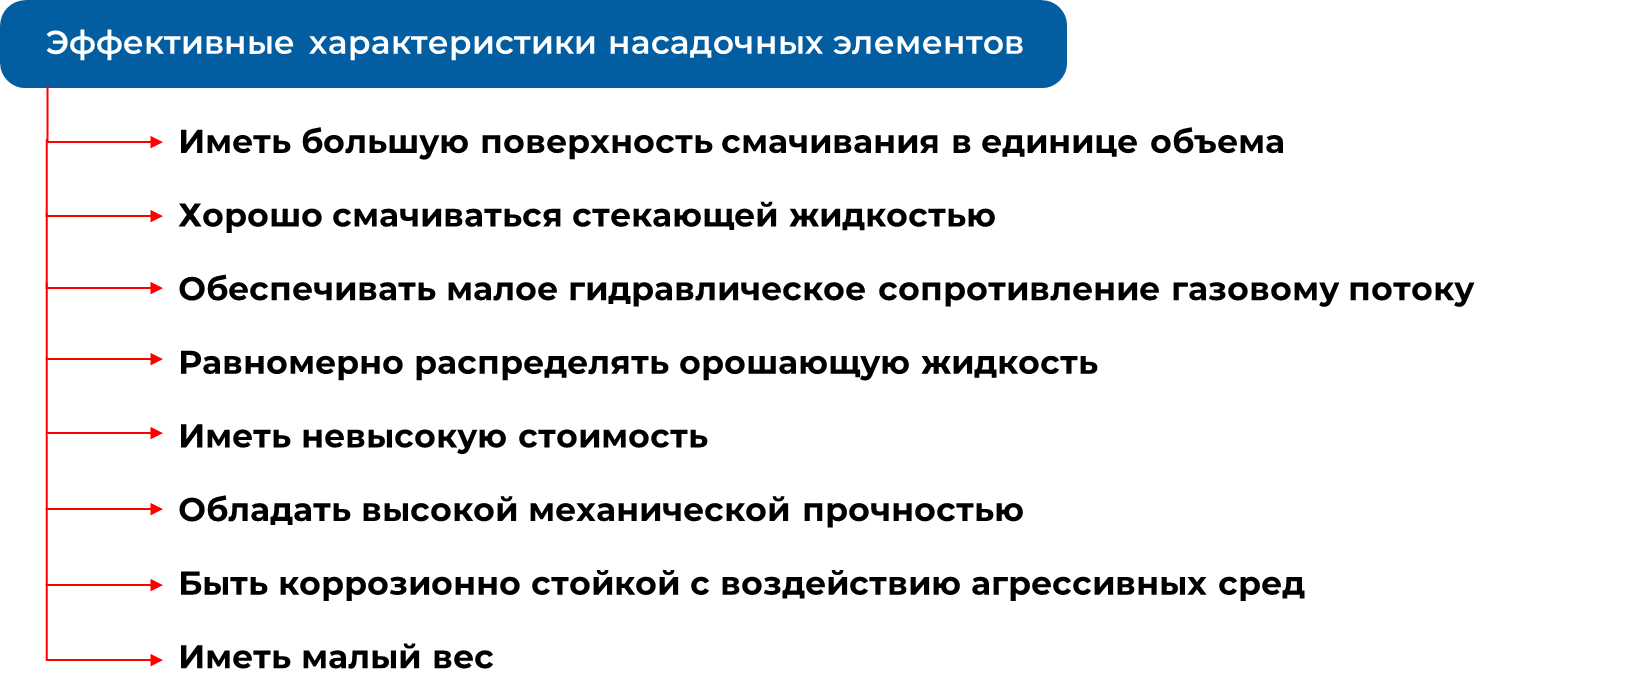 Эффективные характеристики насадочных элементов
Иметь большую поверхность смачивания в единице объема
Хорошо смачиваться стекающей жидкостью
Обеспечивать малое гидравлическое сопротивление газовому потоку
Равномерно распределять орошающую жидкость
Иметь невысокую стоимость
Обладать высокой механической прочностью
Быть коррозионно стойкой с воздействию агрессивных сред
Иметь малый вес